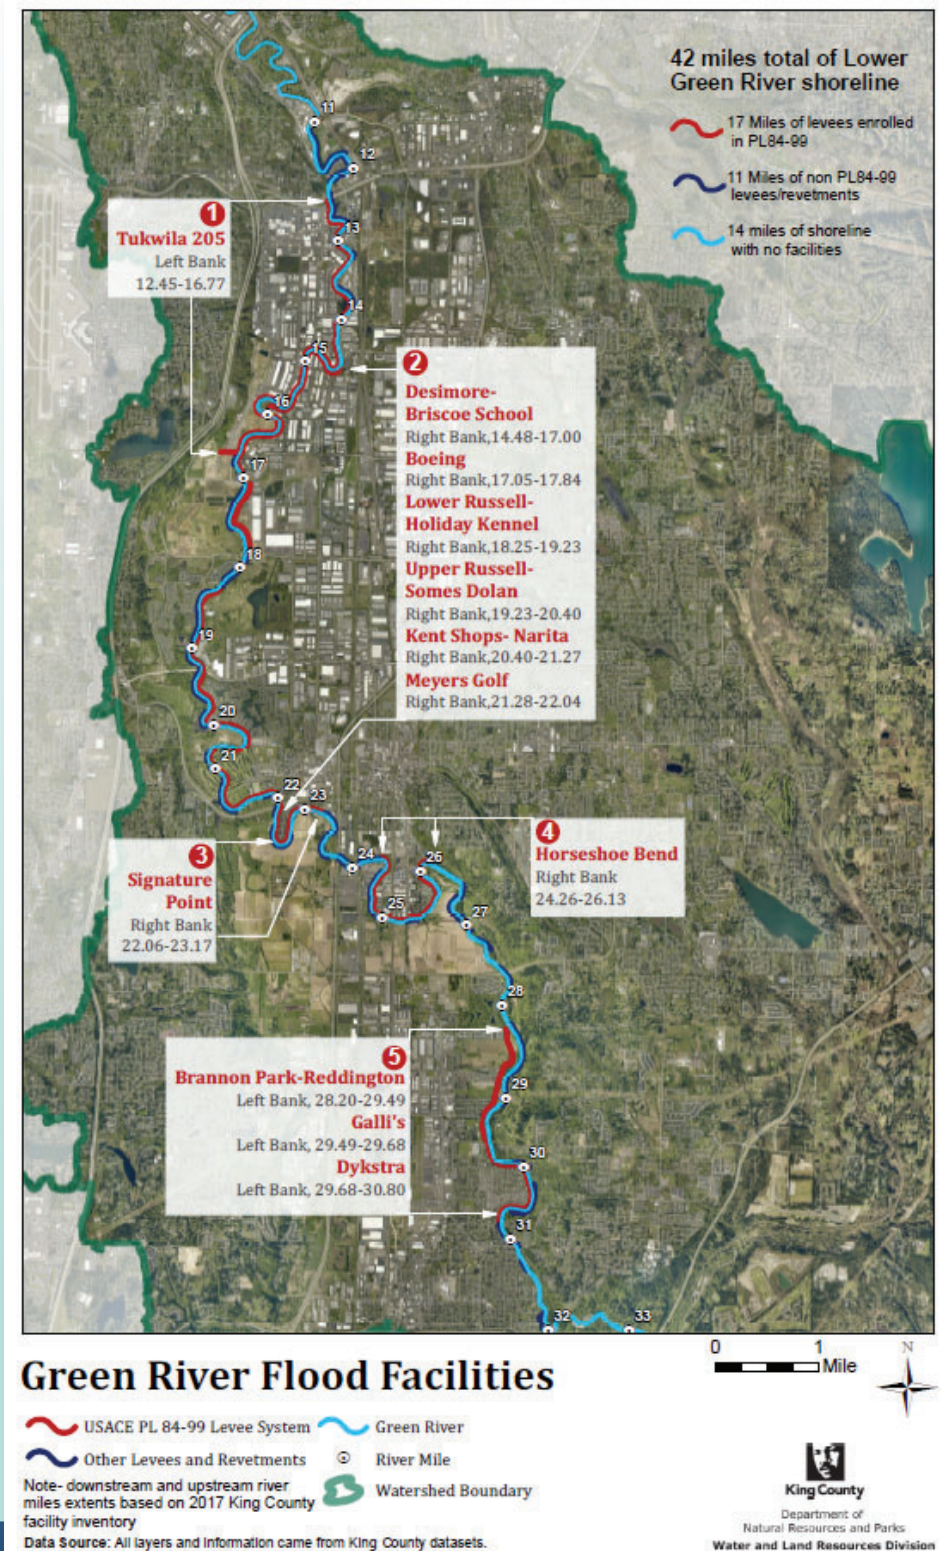 42 miles total of Lower
Green River shoreline
17 Miles of levees enrolled
in PL84-99
11 Miles of non PL84-99
levees/revetments
14 miles of shoreline
with no facilities
11
12
1
Tukwila 205
Left Bank
12.45-16.77
13
14
15
16
17
18
19
20
21
22
23
24
25
26
27
28
29
30
31
32
33
2
Desimore-
Briscoe School
Right Bank,14.48-17.00
Boeing
Right Bank,17.05-17.84
Lower Russell-
Holiday Kennel
Right Bank,18.25-19.23
Upper Russell-
Somes Dolan
Right Bank,19.23-20.40
Kent Shops- Narita
Right Bank,20.40-21.27
Meyers Golf
Right Bank,21.28-22.04
3
Signature
Point
Right Bank
22.06-23.17
4
Horseshoe Bend
Right Bank
24.26-26.13
5
Brannon Park-Reddington
Left Bank, 28.20-29.49
Galli's
Left Bank, 29.49-29.68
Dykstra
Left Bank, 29.68-30.80
0 1
Mile
N
Green River Flood Facilities
USACE PL 84-99 Levee System
Green River
Other Levees and Revetments
River Mile
Watershed Boundary
Note- downstream and upstream river
miles extents based on 2017 King County
facility inventory
Data Source: All layers and information came from King County datasets.
King County
Department of
Natural Resources and Parks
Water and Land Resources Division